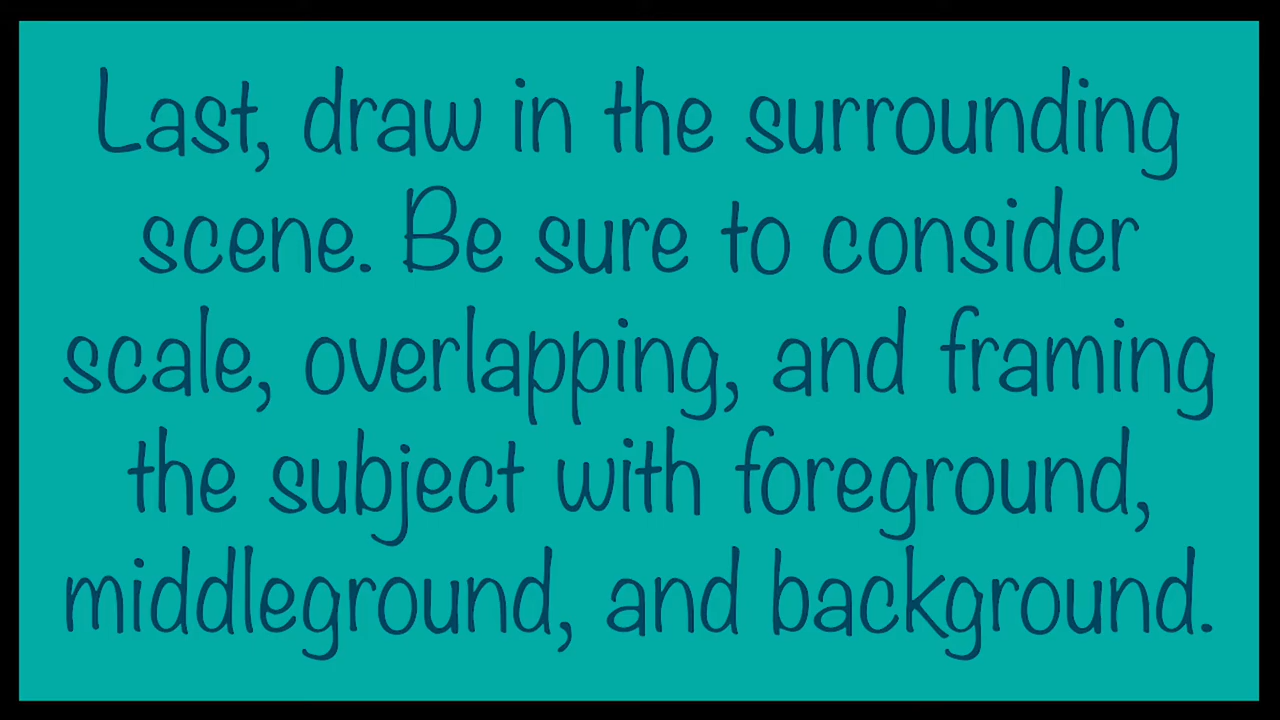 Last, draw in the surrounding
scene. Be sure to consider
scale, overlapping, and framing
the subject with foreground,
middleground, and background.